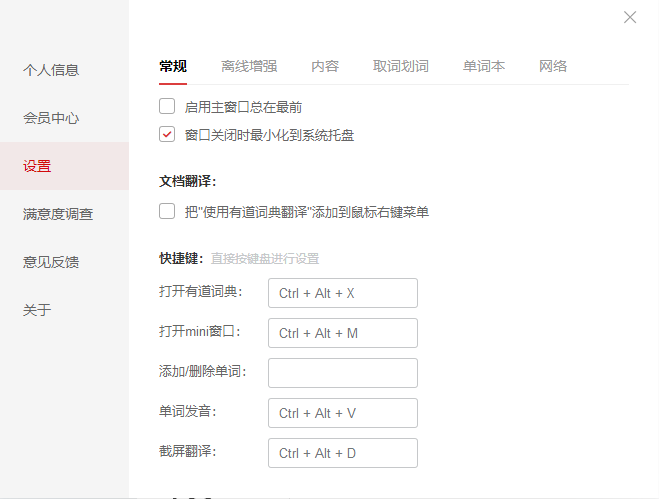 个人信息
会员中心
设置
满意度调查
意见反馈
关于
常规 离线增强 内容 取词划词 单词本 网络
启用主窗口总在最前
窗口关闭时最小化到系统托盘
文档翻译：
把"使用有道词典翻译"添加到鼠标右键菜单
快捷键：直接按键盘进行设置
打开有道词典： Ctrl + Alt + X
打开mini窗口： Ctrl + Alt + M
添加/删除单词：
单词发音： Ctrl + Alt + V
截屏翻译： Ctrl + Alt + D